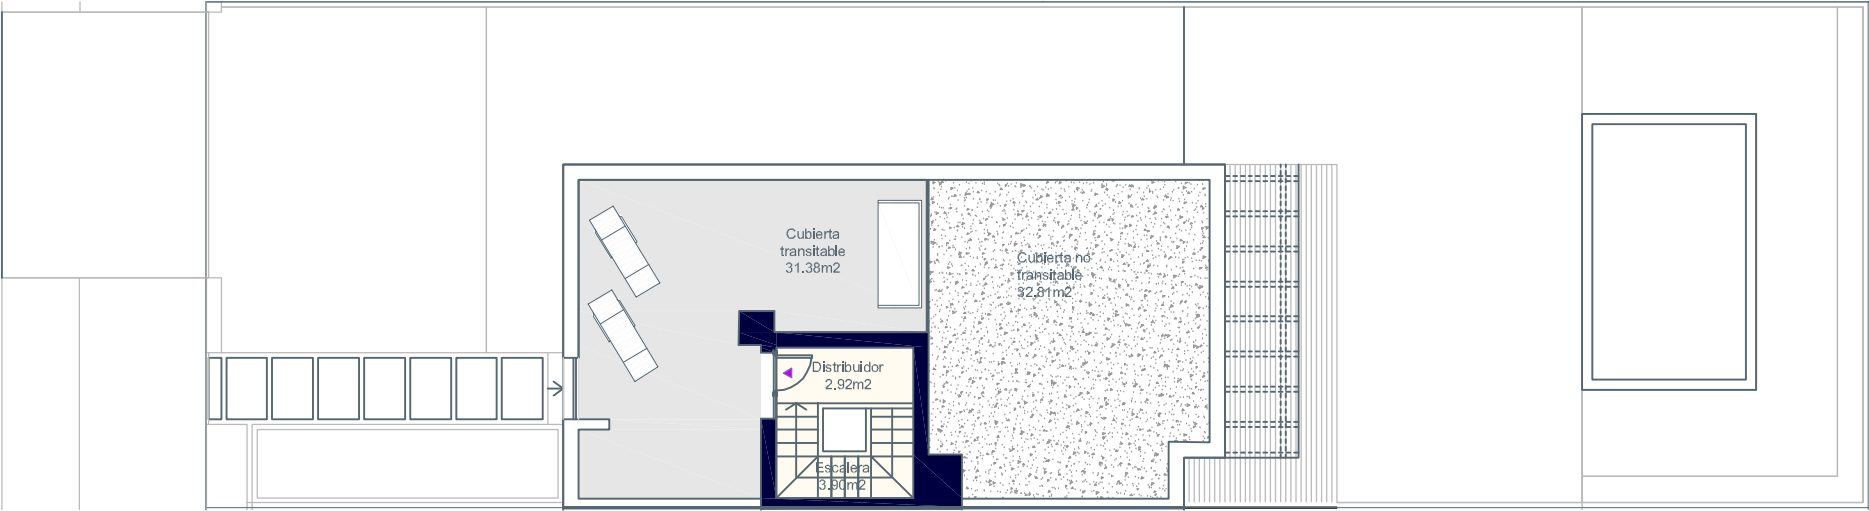 Cubierta
transitable
31.38m2
Cubierta no
transitable
32.81m2
Distribuidor
2.92m2
Escalera
3.90m2